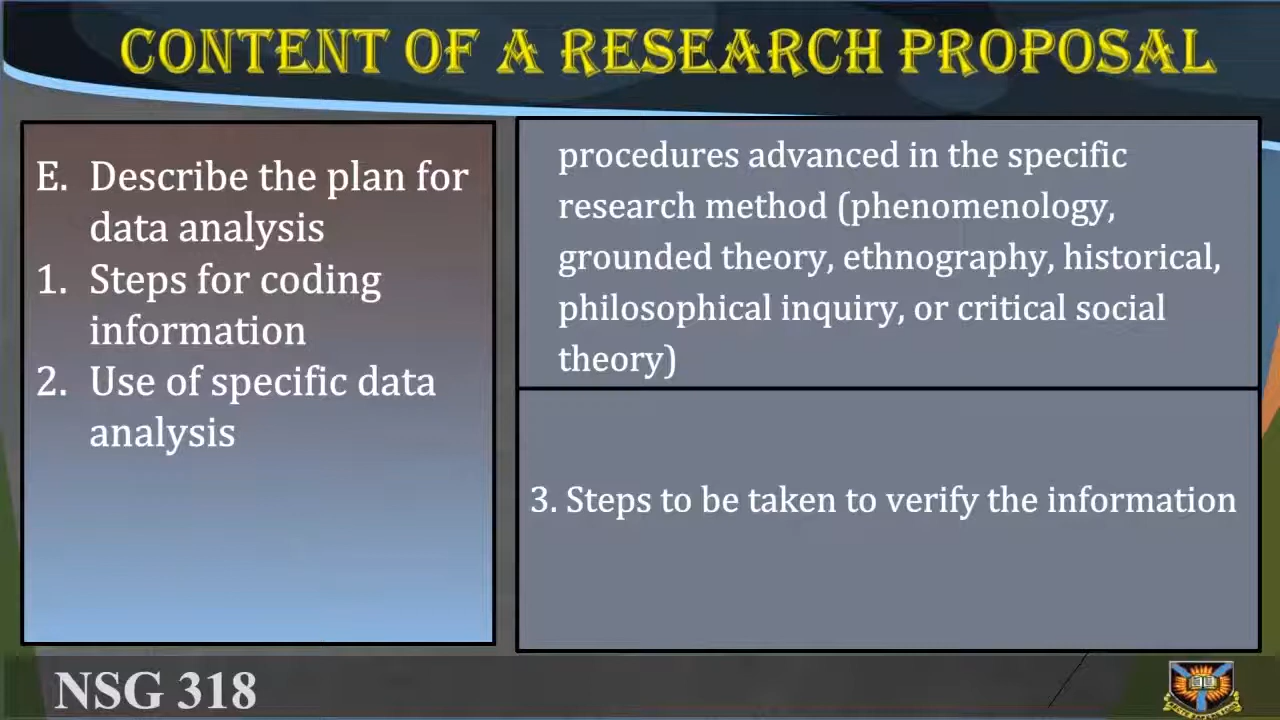 CONTENT OF A RESEARCH PROPOSAL
E. Describe the plan for
data analysis
1. Steps for coding
information
2. Use of specific data
analysis
procedures advanced in the specific
research method (phenomenology,
grounded theory, ethnography, historical,
philosophical inquiry, or critical social
theory)
3. Steps to be taken to verify the information
NSG 318